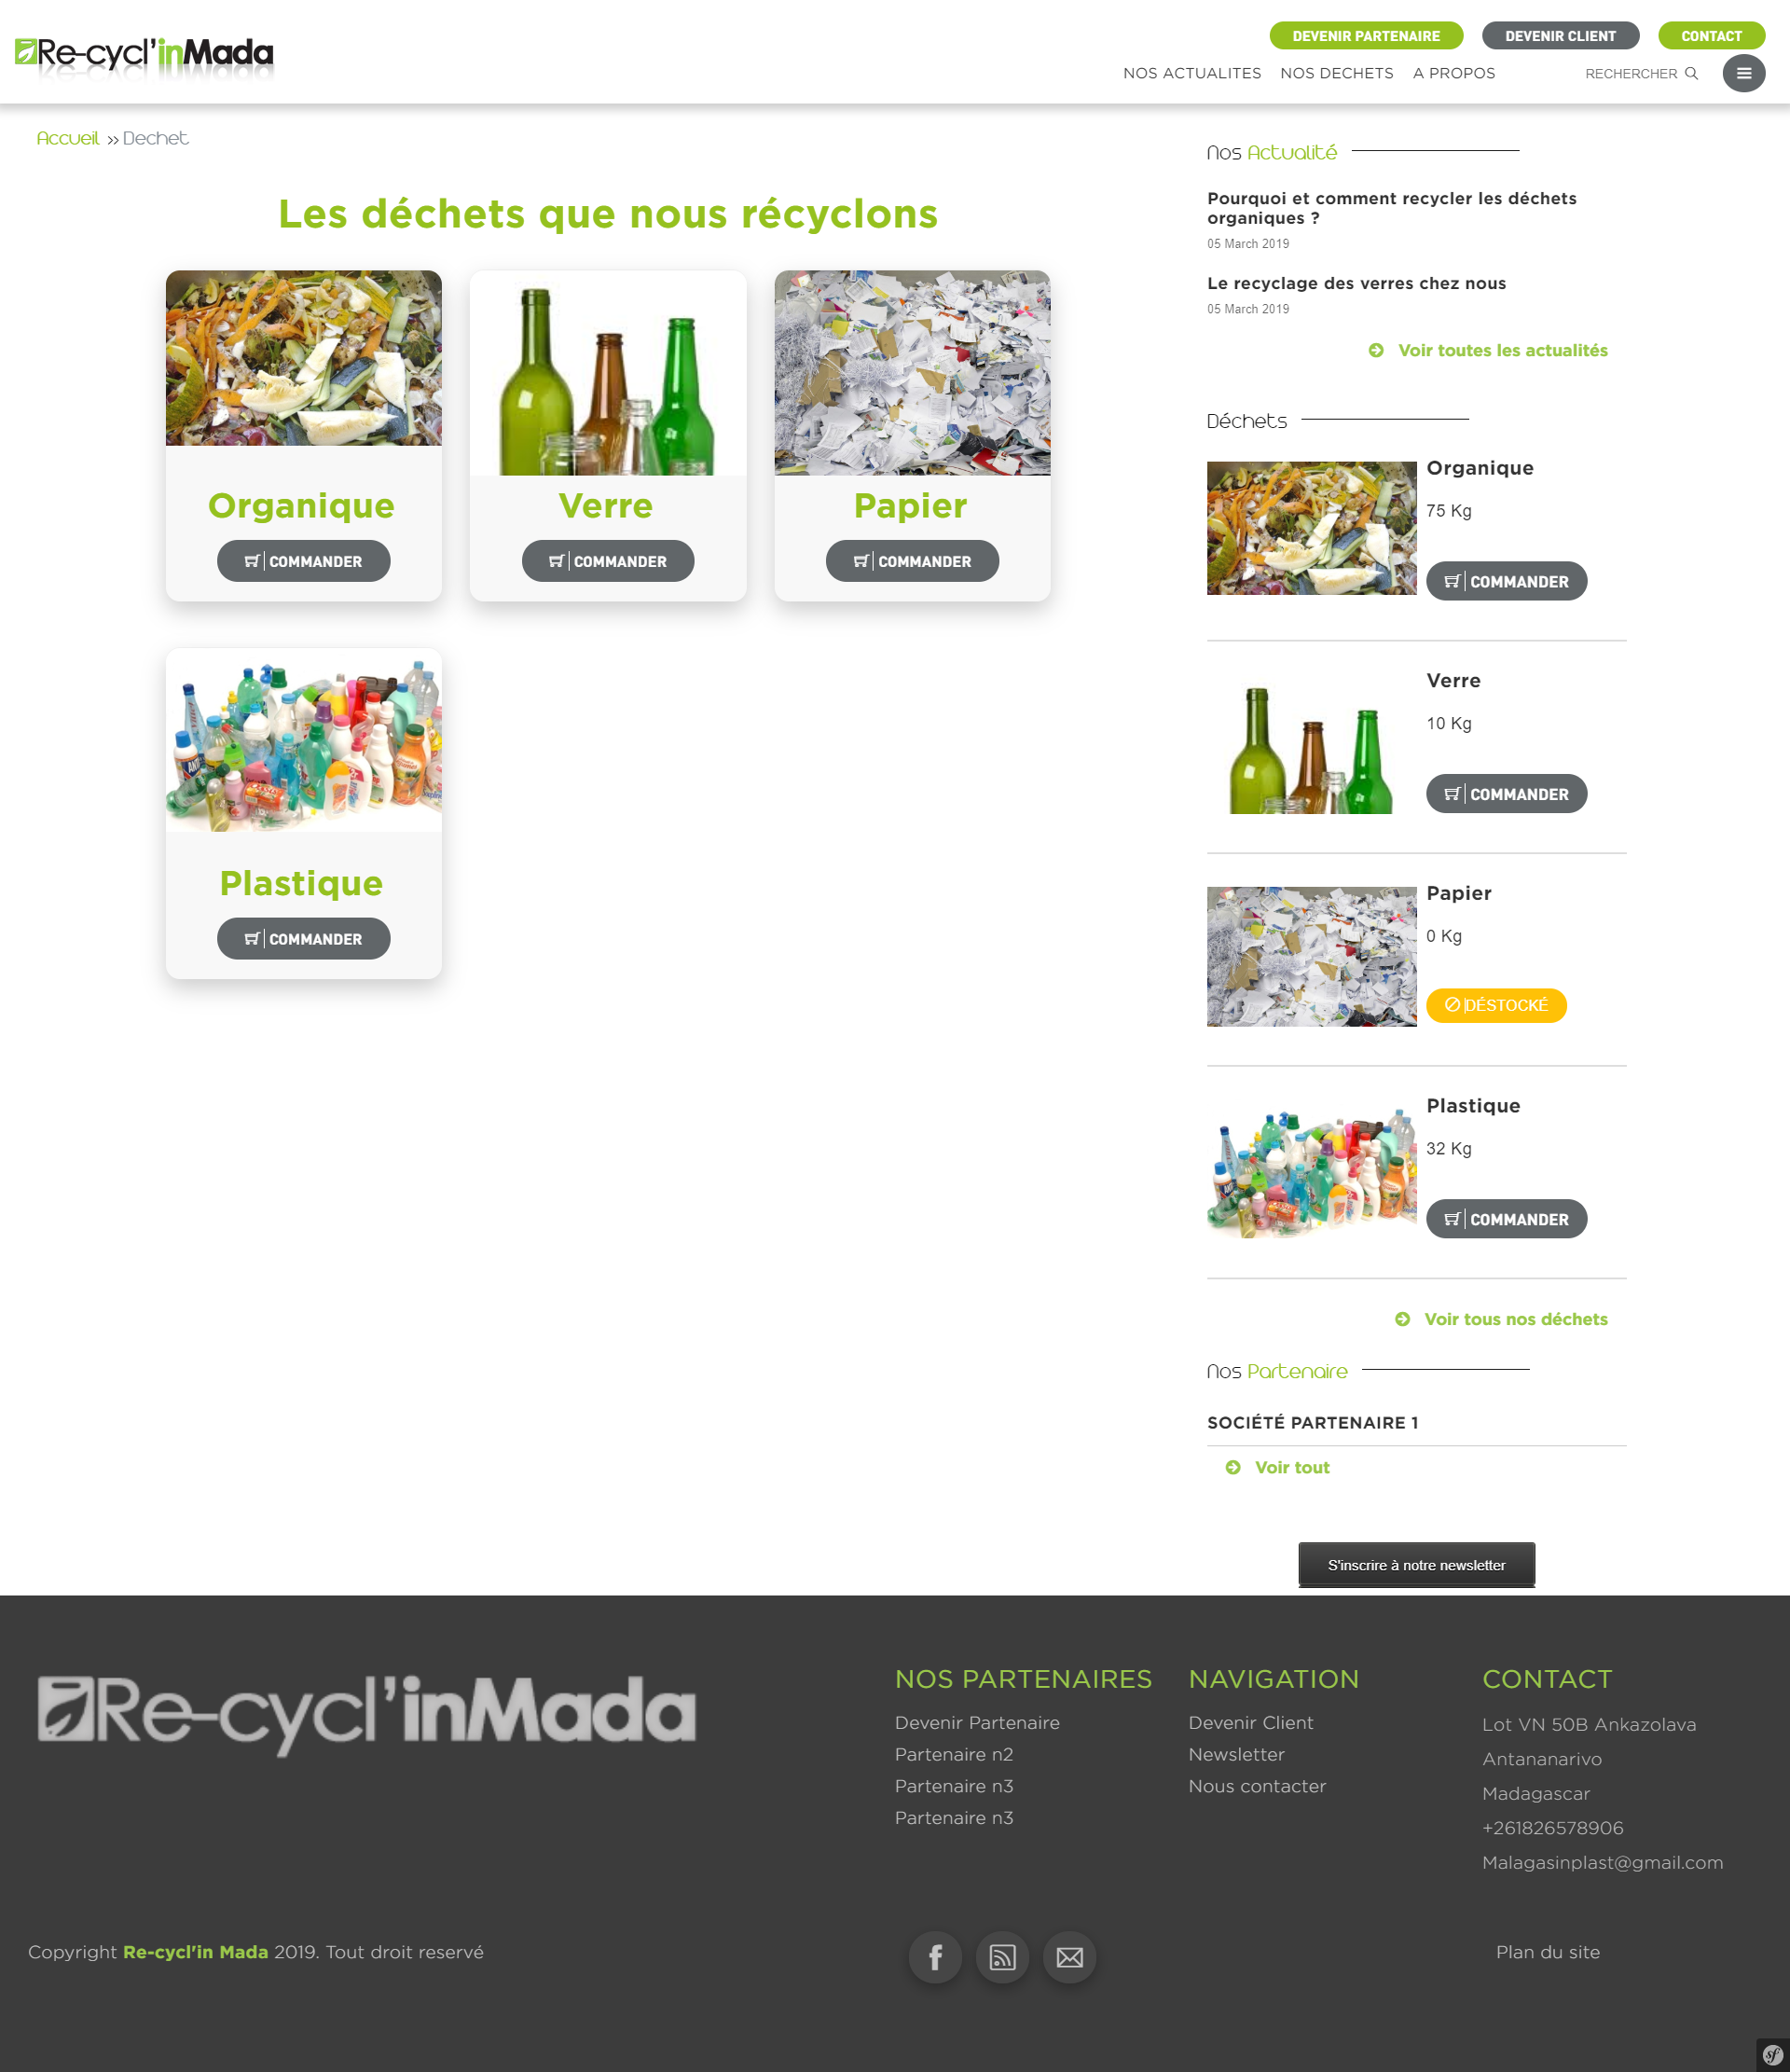 Re-cycl'inMada
DEVENIR PARTENAIRE
DEVENIR CLIENT
CONTACT
NOS ACTUALITES
NOS DECHETS
A PROPOS
RECHERCHER
Accueil >> Dechet
Les déchets que nous récyclons
Organique
COMMANDER
Verre
COMMANDER
Papier
COMMANDER
Plastique
COMMANDER
Nos Actualité
Pourquoi et comment recycler les déchets
organiques ?
05 March 2019
Le recyclage des verres chez nous
05 March 2019
Voir toutes les actualités
Déchets
Organique
75 Kg
COMMANDER
Verre
10 Kg
COMMANDER
Papier
0 Kg
DÉSTOCKÉ
Plastique
32 Kg
COMMANDER
Voir tous nos déchets
Nos Partenaire
SOCIÉTÉ PARTENAIRE 1
Voir tout
S'inscrire à notre newsletter
Re-cycl'inMada
NOS PARTENAIRES
Devenir Partenaire
Partenaire n2
Partenaire n3
Partenaire n3
NAVIGATION
Devenir Client
Newsletter
Nous contacter
CONTACT
Lot VN 50B Ankazolava
Antananarivo
Madagascar
+261826578906
Malagasinplast@gmail.com
Copyright Re-cycl'in Mada 2019. Tout droit reservé
Plan du site
sf